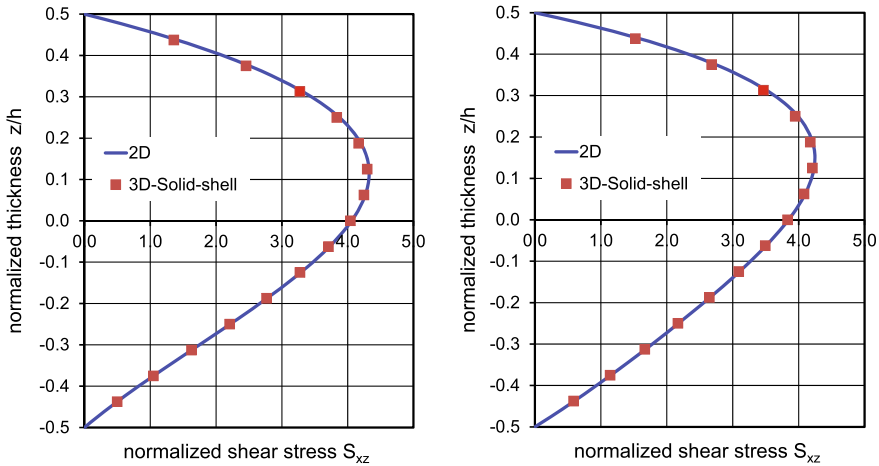 0.5
0.4
0.3
0.2
0.1
0.0
-0.1
-0.2
-0.3
-0.4
-0.5
normalized thickness z/h
2D
3D-Solid-shell
0.0 1.0 2.0 3.0 4.0 5.0
normalized shear stress Sxz
0.5
0.4
0.3
0.2
0.1
0.0
-0.1
-0.2
-0.3
-0.4
-0.5
normalized thickness z/h
2D
3D-Solid-shell
0.0 1.0 2.0 3.0 4.0 5.0
normalized shear stress Sxz